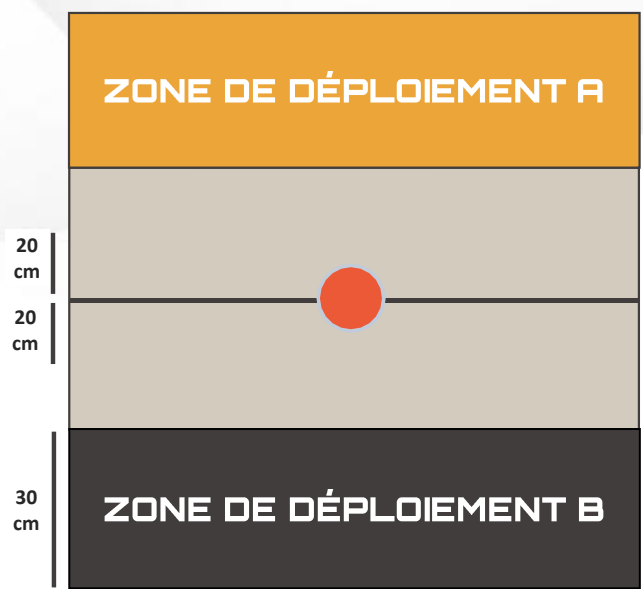 ZONE DE DÉPLOIEMENT A
20
cm
20
cm
30
cm
ZONE DE DÉPLOIEMENT B